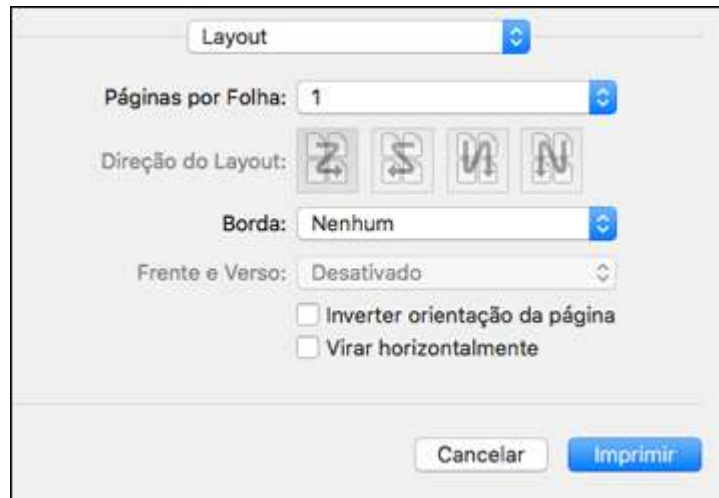 Layout
Páginas por Folha: 1
Direção do Layout:
Borda: Nenhum
Frente e Verso: Desativado
Inverter orientação da página
Virar horizontalmente
Cancelar Imprimir